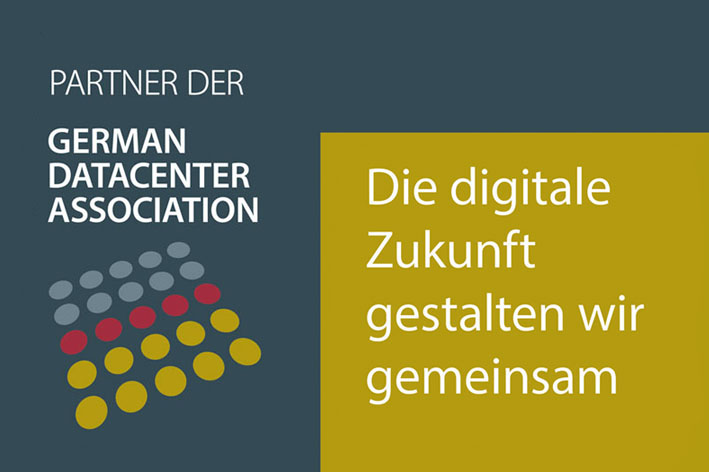 PARTNER DER
GERMAN
DATACENTER
ASSOCIATION
Die digitale
Zukunft
gestalten wir
gemeinsam